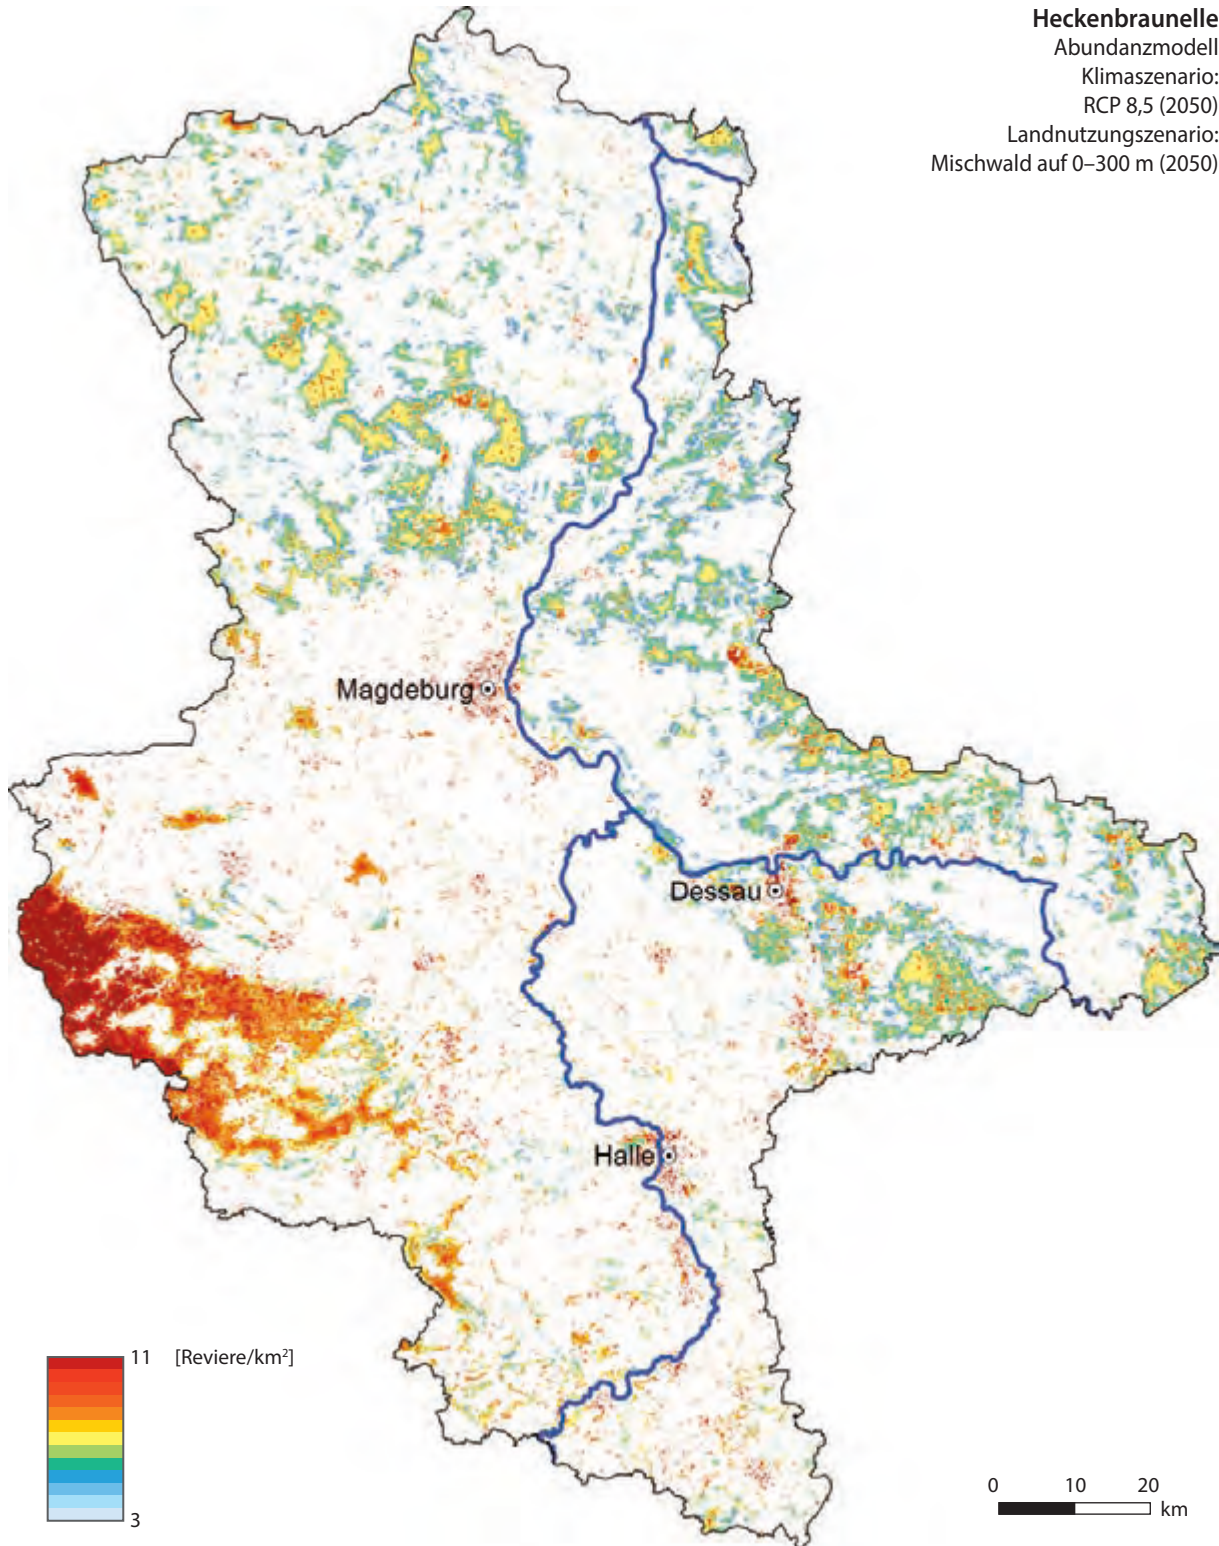 Heckenbraunelle
Abundanzmodell
Klimaszenario:
RCP 8,5 (2050)
Landnutzungszenario:
Mischwald auf 0–300 m (2050)
Magdeburg
Dessau
Halle
11 [Reviere/km²]
3
0 10 20
km